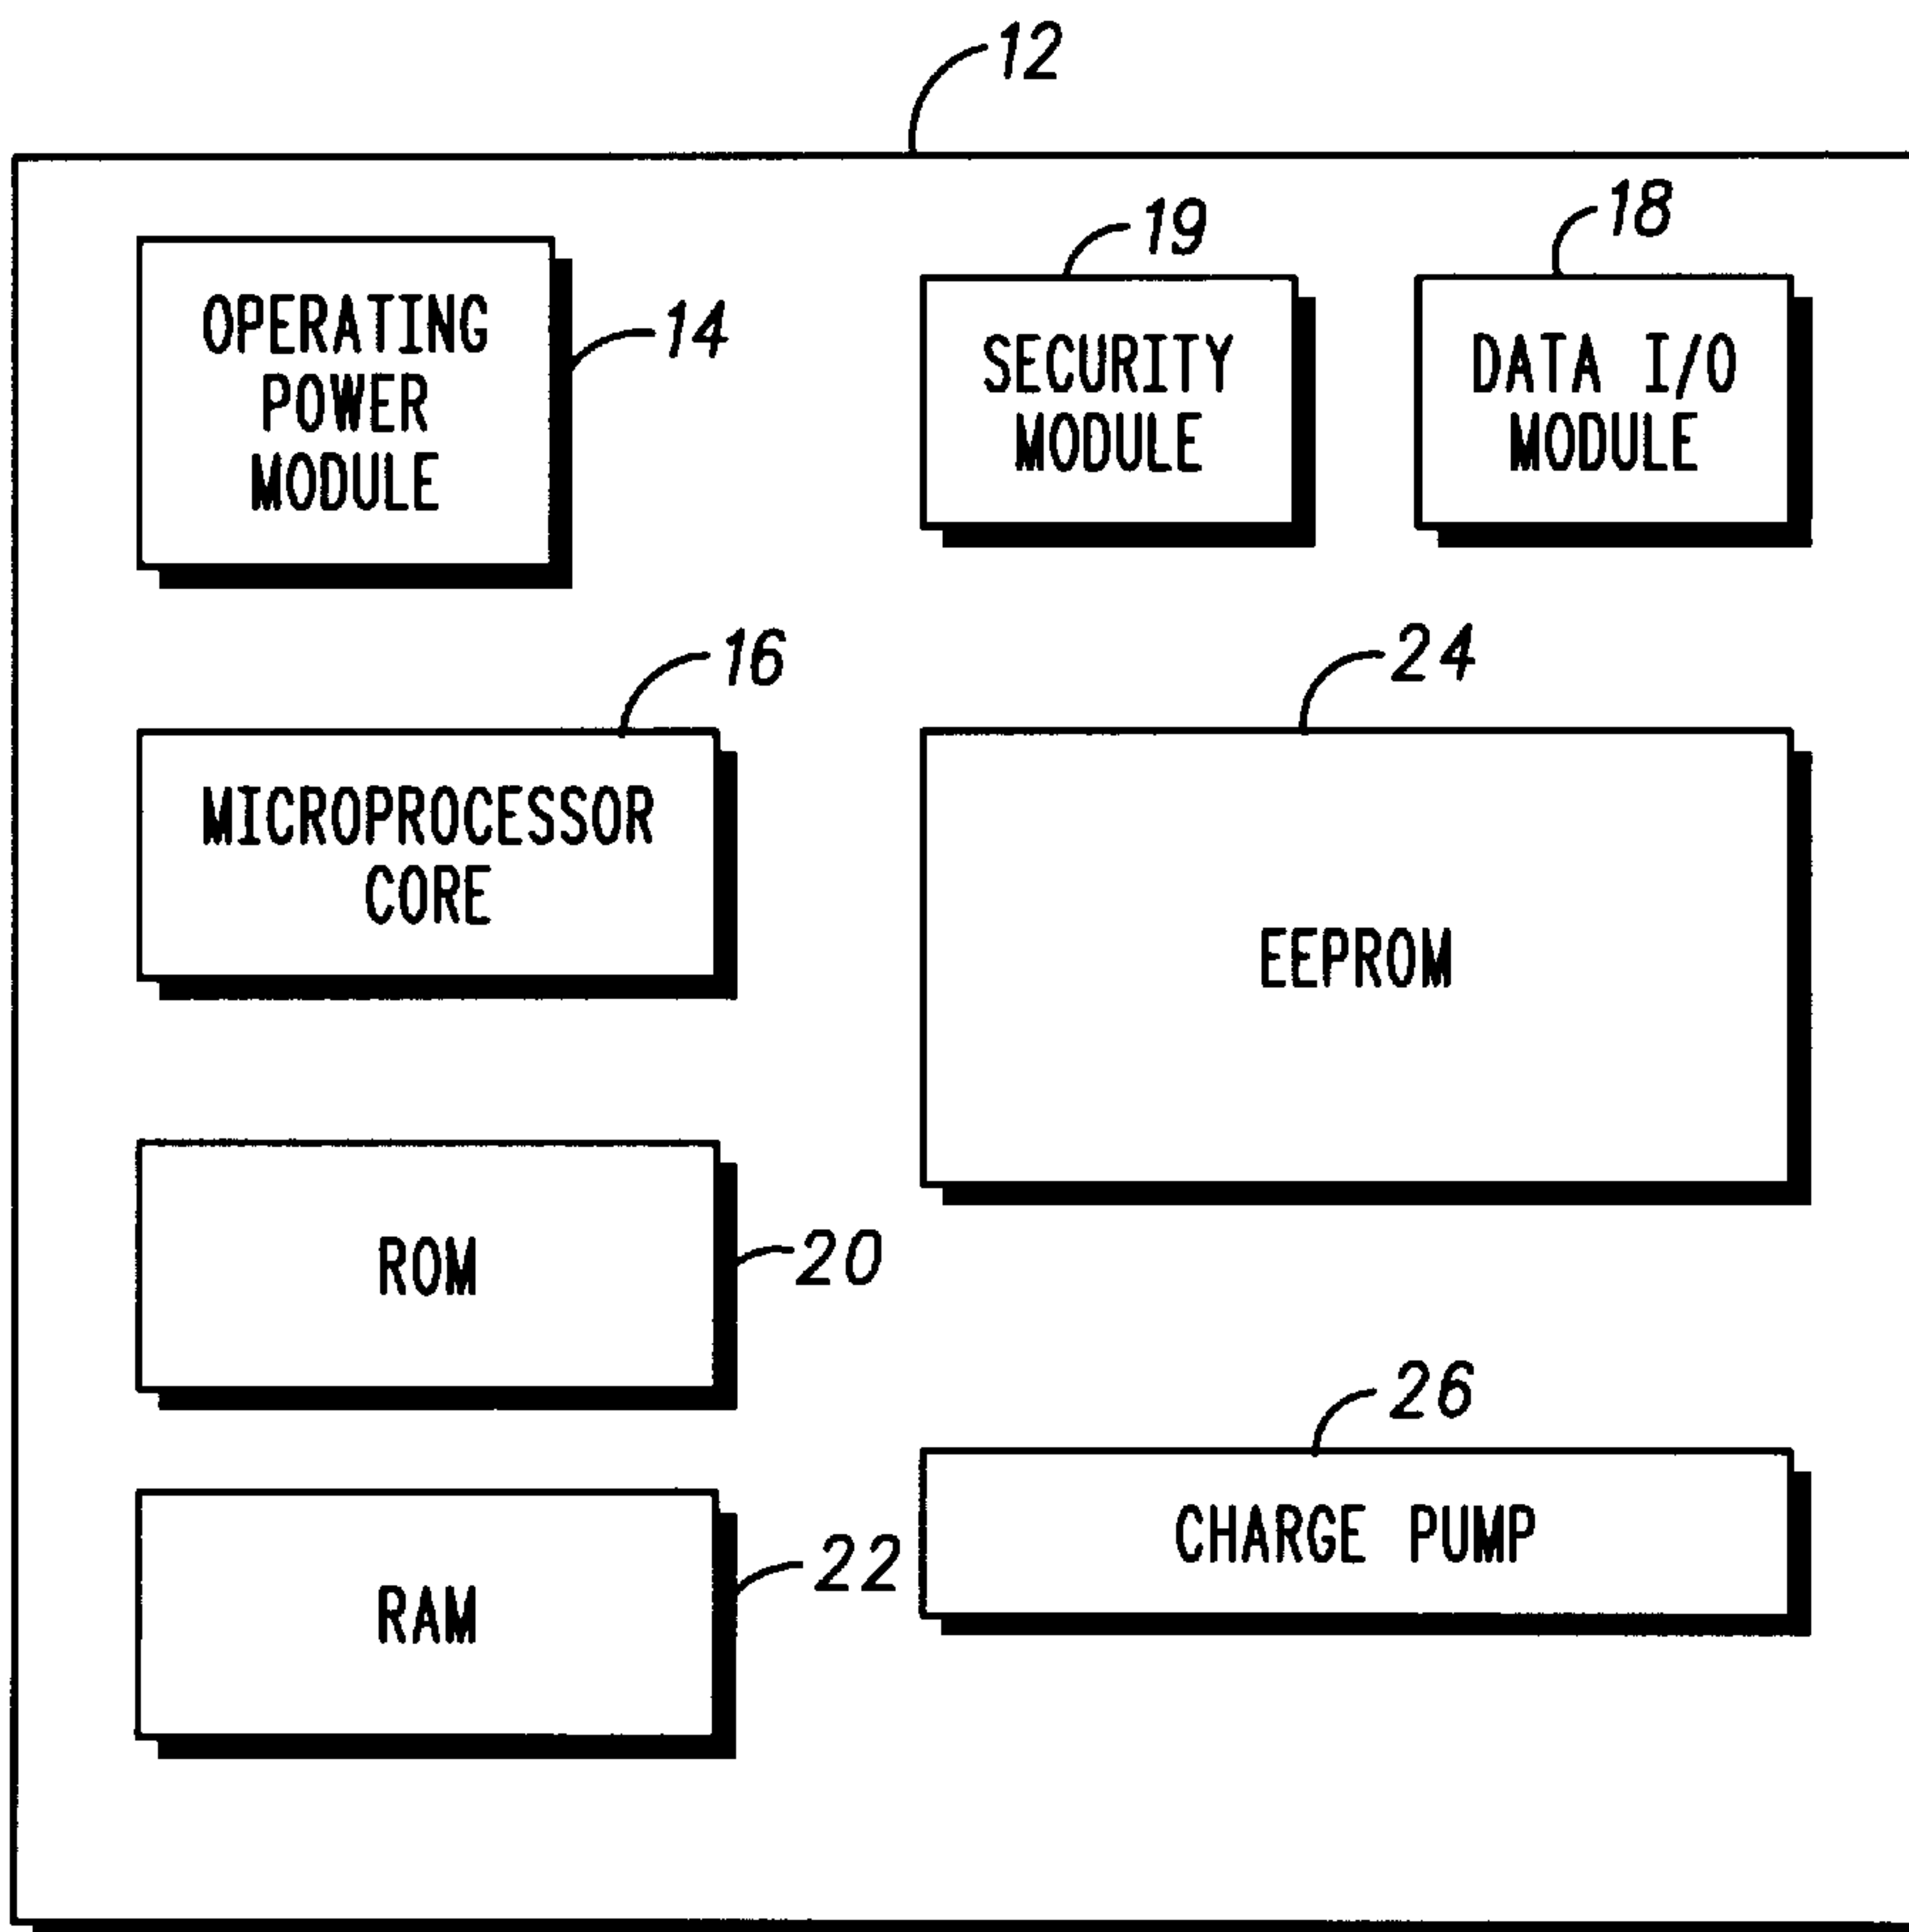 12
OPERATING
POWER
MODULE
14
19
SECURITY
MODULE
18
DATA I/O
MODULE
16
MICROPROCESSOR
CORE
24
EEPROM
ROM
20
26
CHARGE PUMP
RAM
22